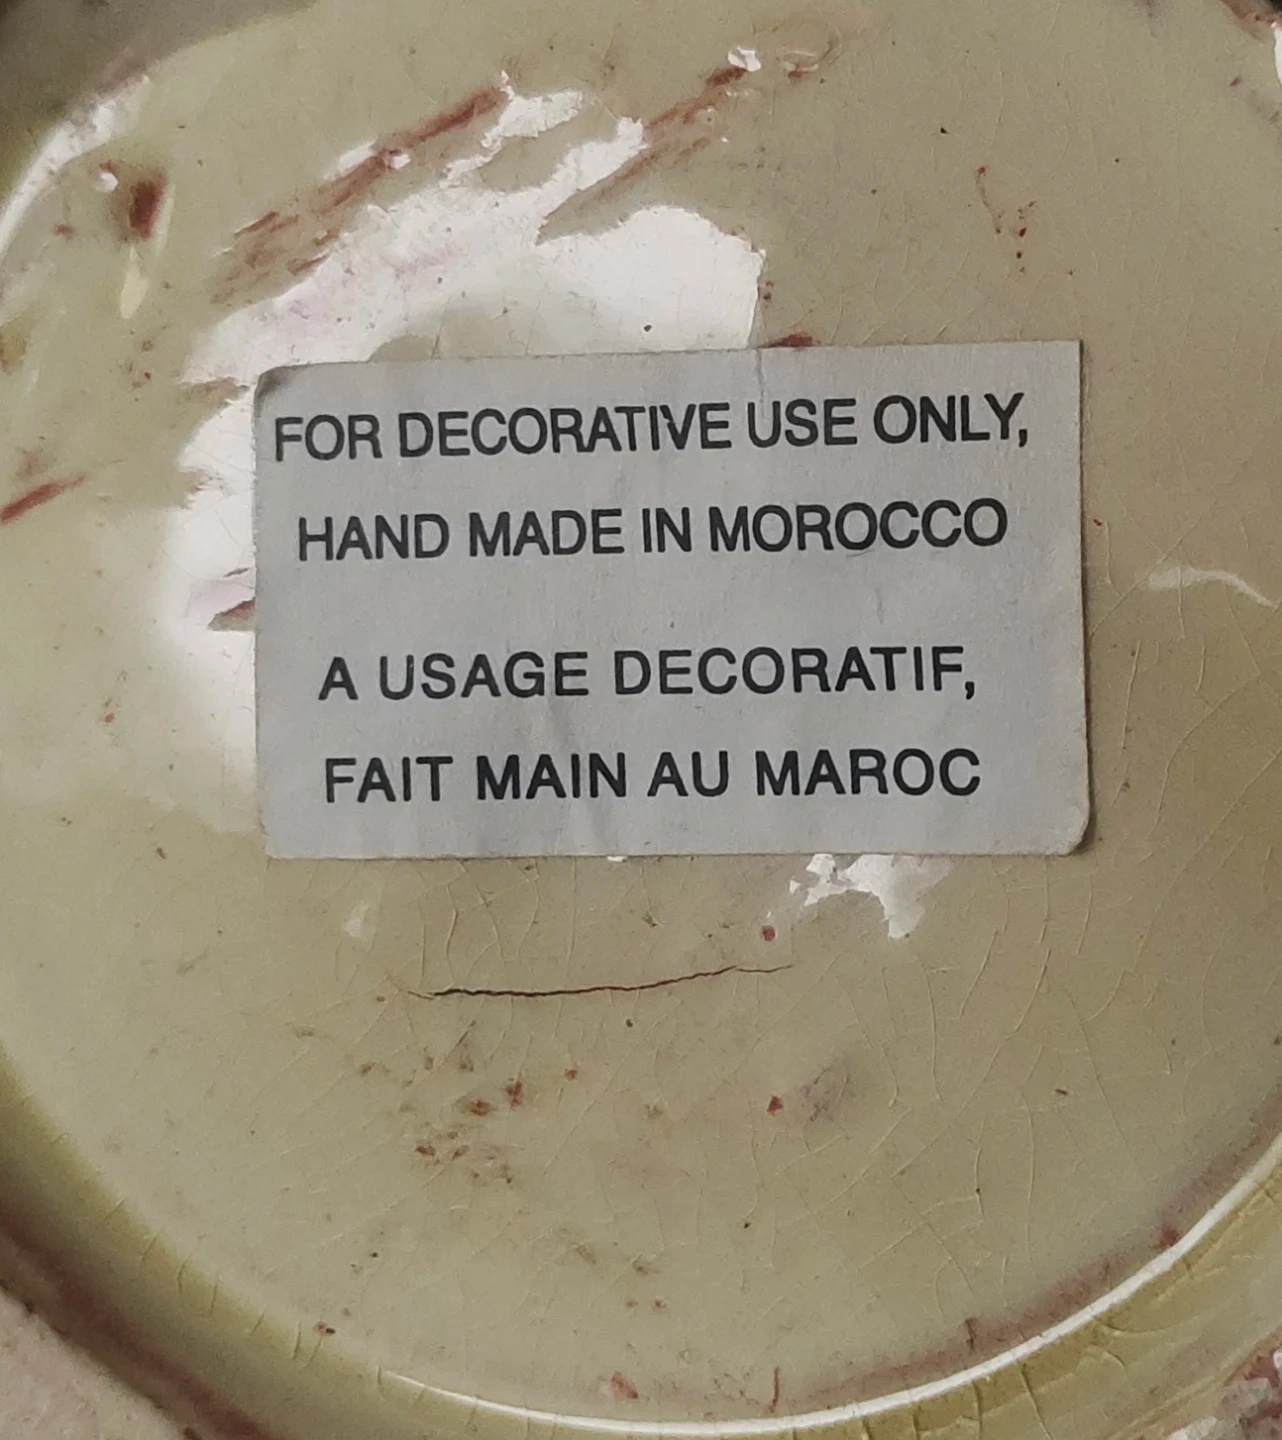 FOR DECORATIVE USE ONLY,
HAND MADE IN MOROCCO
A USAGE DECORATIF,
FAIT MAIN AU MAROC